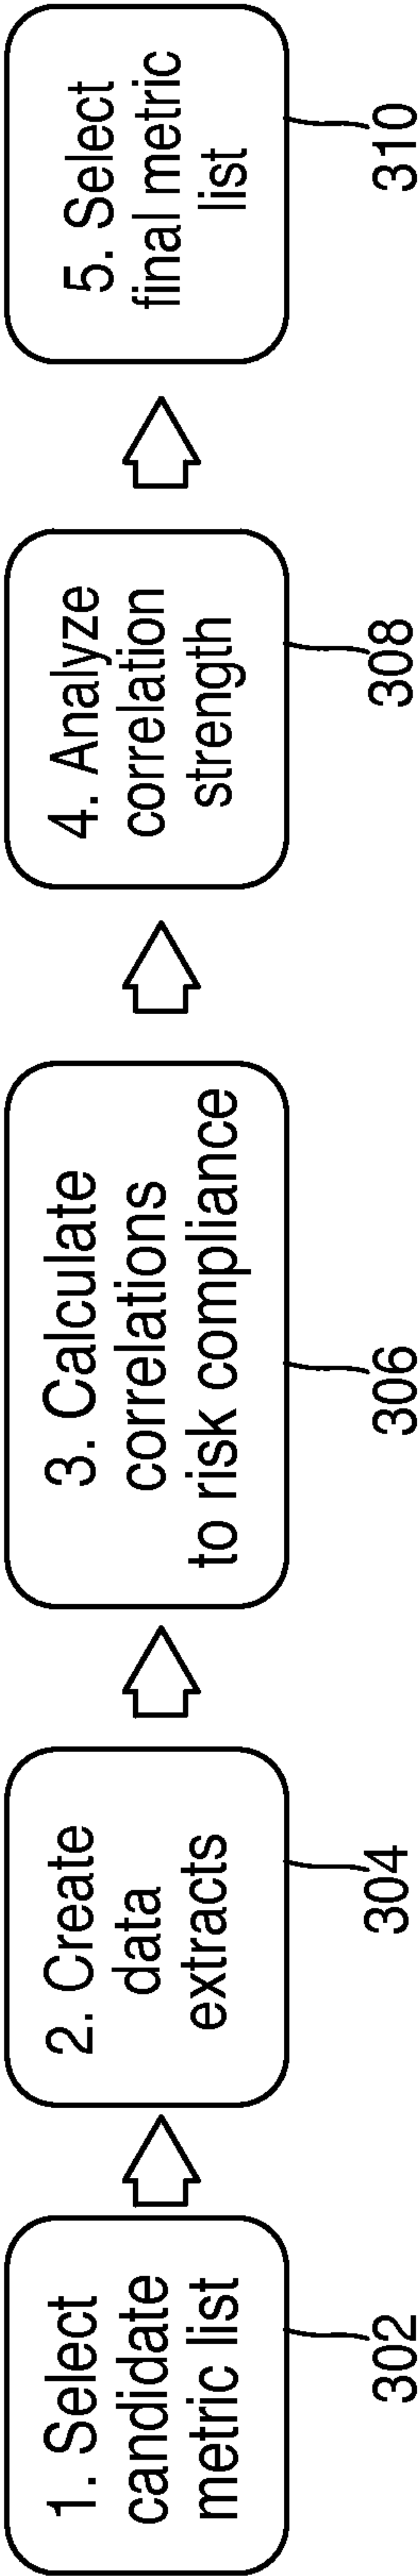 1. Select
candidate
metric list
302
2. Create
data
extracts
304
3. Calculate
correlations
to risk compliance
306
4. Analyze
correlation
strength
308
5. Select
final metric
list
310